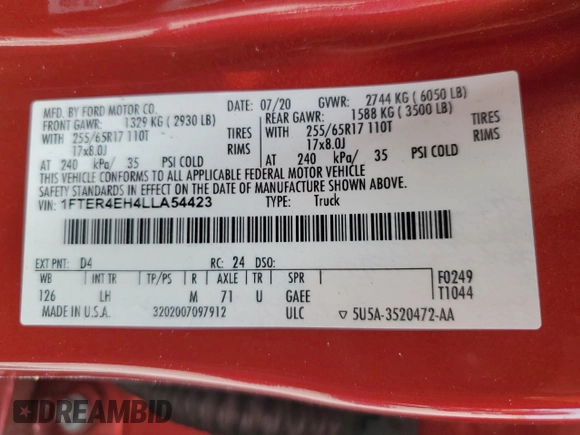 MFD. BY FORD MOTOR CO.
DATE: 07/20 GVWR: 2744 KG ( 6050 LB)
FRONT GAWR: 1329 KG ( 2930 LB) REAR GAWR: 1588 KG ( 3500 LB)
WITH 255/65R17 110T TIRES WITH 255/65R17 110T TIRES
17x8.0J RIMS 17x8.0J RIMS
AT 240 kPa/ 35 PSI COLD AT 240 kPa/ 35 PSI COLD
THIS VEHICLE CONFORMS TO ALL APPLICABLE FEDERAL MOTOR VEHICLE
SAFETY STANDARDS IN EFFECT ON THE DATE OF MANUFACTURE SHOWN ABOVE.
VIN: 1FTER4EH4LLA54423 TYPE: Truck
EXT PNT: D4 RC: 24 DSO:
WB INT TR TP/PS R AXLE TR SPR F0249
126 LH M 71 U GAEE T1044
MADE IN U.S.A. 3202007097912 ULC ▽ 5U5A-3520472-AA
DREAMBID